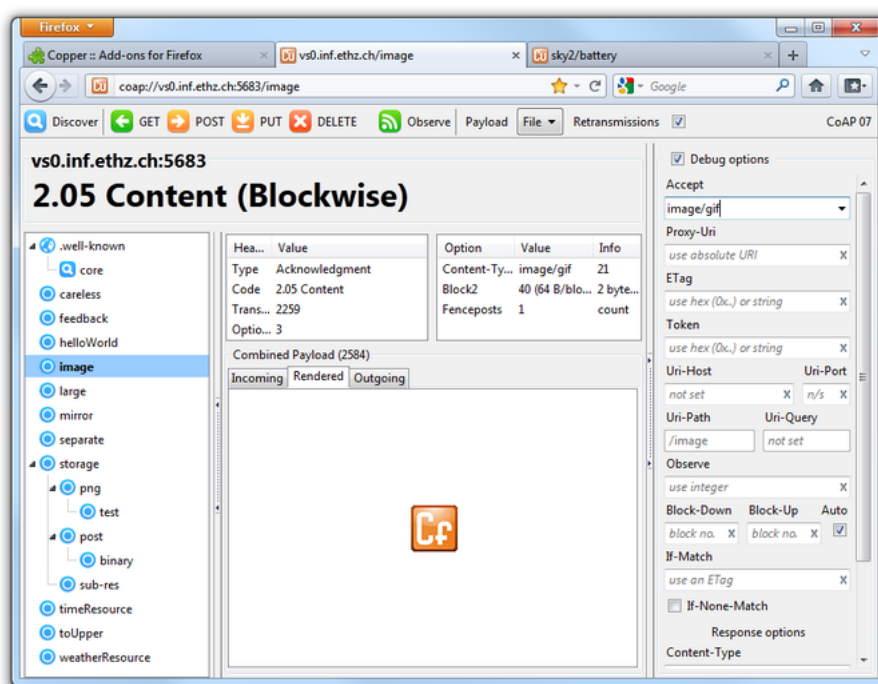 Firefox
Copper :: Add-ons for Firefox
vs0.inf.ethz.ch/image
sky2/battery
coap://vs0.inf.ethz.ch:5683/image
Google
Discover GET POST PUT DELETE Observe Payload File Retransmissions CoAP 07
vs0.inf.ethz.ch:5683
2.05 Content (Blockwise)
.well-known
core
careless
feedback
helloWorld
image
large
mirror
separate
storage
png
test
post
binary
sub-res
timeResource
toUpper
weatherResource
Hea... Value
Type Acknowledgment
Code 2.05 Content
Trans... 2259
Optio... 3
Option Value Info
Content-Ty... image/gif 21
Block2 40 (64 B/blo... 2 byte...
Fenceposts 1 count
Combined Payload (2584)
Incoming Rendered Outgoing
Cf
Debug options
Accept
image/gif
Proxy-Uri
use absolute URI x
ETag
use hex (0x..) or string x
Token
use hex (0x..) or string x
Uri-Host Uri-Port
not set x n/s x
Uri-Path Uri-Query
/image not set
Observe
use integer x
Block-Down Block-Up Auto
block no. x block no. x
If-Match
use an ETag x
If-None-Match
Response options
Content-Type